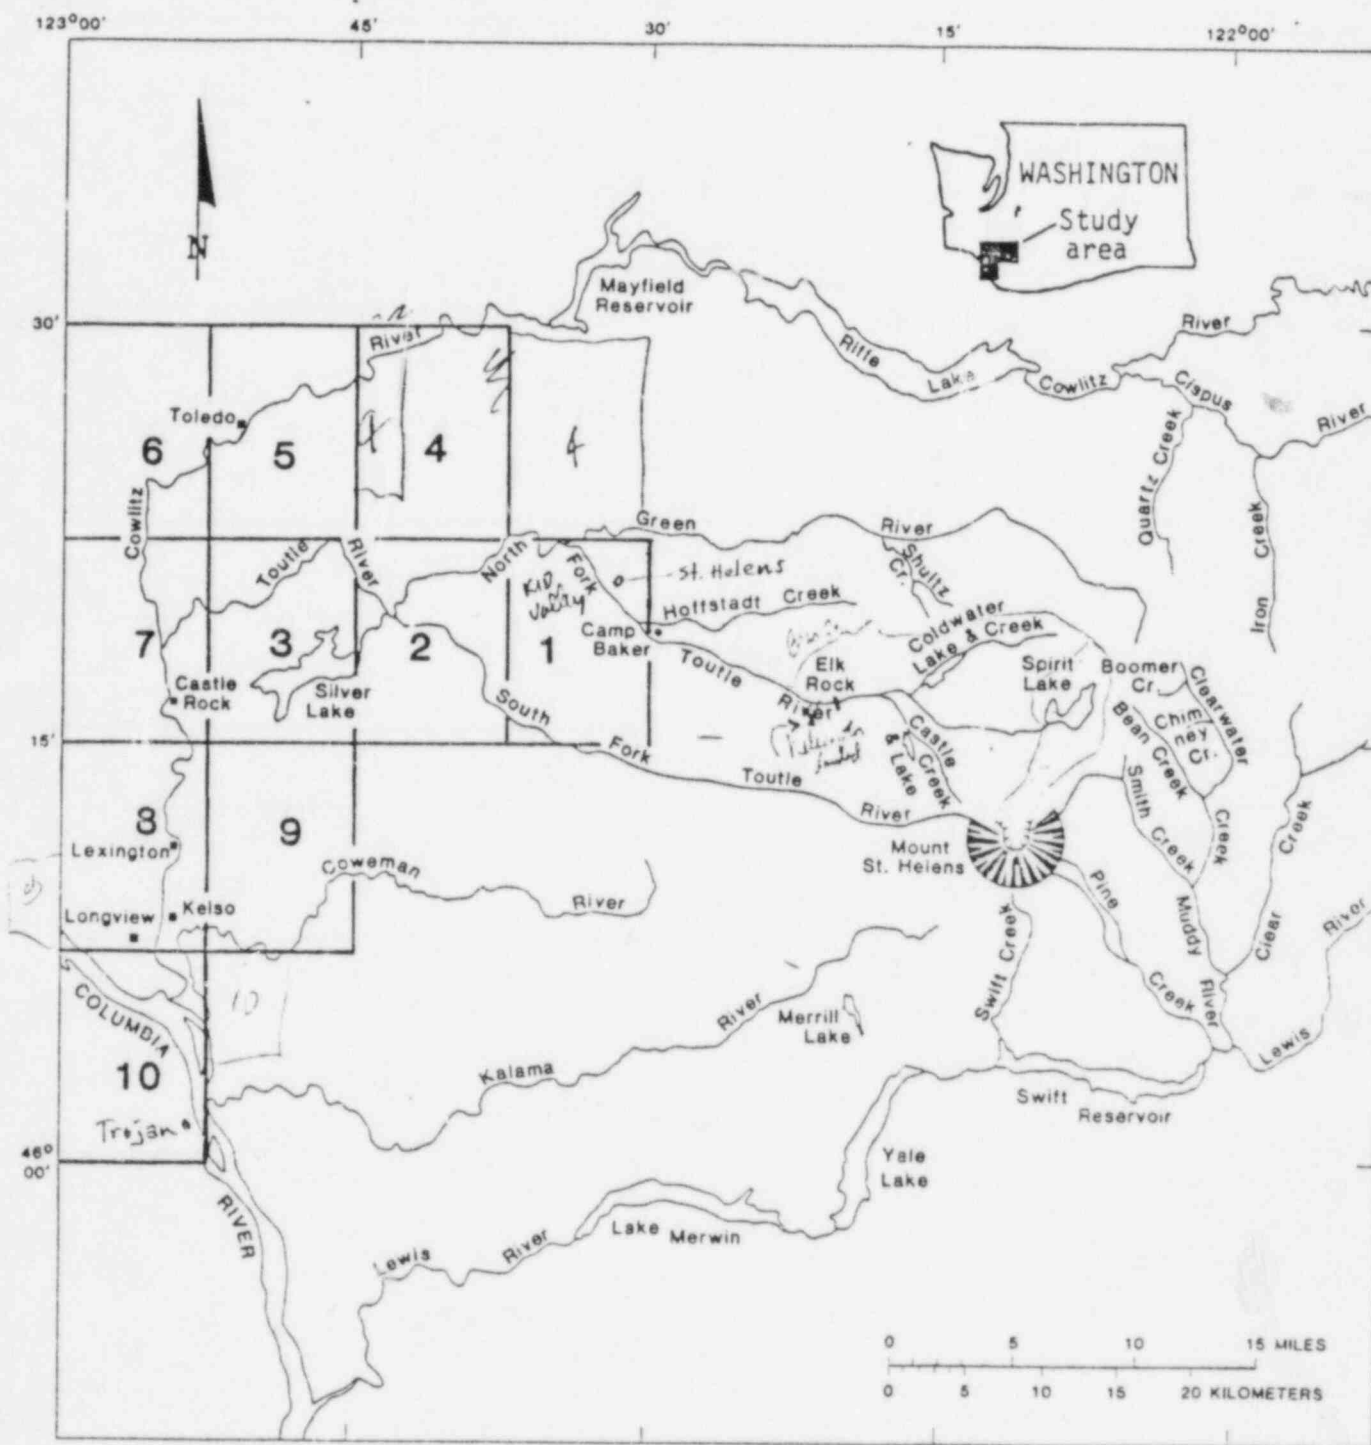 123°00'
45'
30'
15'
122°00'
N
WASHINGTON
Study
area
Mayfield
Reservoir
30'
River
Riffe
Lake
Cowlitz
River
Cispus
River
Toledo
6
5
4
4
Cowlitz
Quartz Creek
Iron Creek
Green
River
Shultz
Cr.
Toutle
River
North
Fork
St. Helens
Kid
Valley
Hoffstadt Creek
Coldwater
Lake & Creek
7
3
2
1
Camp
Baker
Toutle
River
Elk
Rock
Spirit
Lake
Boomer
Cr.
Clearwater
Creek
Castle
Rock
Silver
Lake
South
Fork
Toutle
River
Castle
Creek
& Lake
Bean Creek
Chim
ney
Cr.
Smith Creek
15'
8
9
Lexington
Coweman
River
Mount
St. Helens
Pine
Creek
Muddy
River
Clear
Creek
River
Longview
Kelso
Swift Creek
COLUMBIA
10
10
Kalama
River
Merrill
Lake
Lewis
Swift
Reservoir
Trojan
46°
00'
Yale
Lake
RIVER
Lewis
River
Lake Merwin
0 5 10 15 MILES
0 5 10 15 20 KILOMETERS